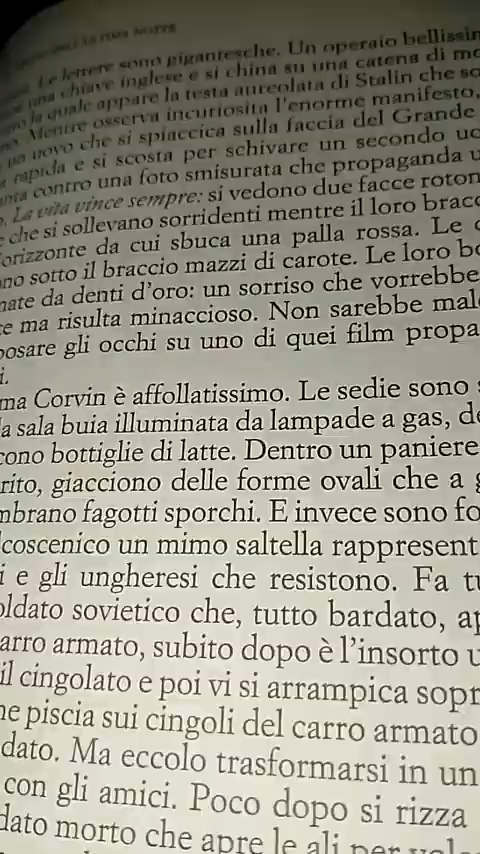 Le lettere sono gigantesche. Un operaio bellissim
una chiave inglese e si china su una catena di mo
la quale appare la testa aureolata di Stalin che so
Mentre osserva incuriosita l'enorme manifesto,
un uovo che si spiaccica sulla faccia del Grande
rapida e si scosta per schivare un secondo uo
contro una foto smisurata che propaganda u
La vita vince sempre: si vedono due facce roton
che si sollevano sorridenti mentre il loro bracc
orizzonte da cui sbuca una palla rossa. Le
no sotto il braccio mazzi di carote. Le loro bo
nate da denti d'oro: un sorriso che vorrebbe
te ma risulta minaccioso. Non sarebbe mal
posare gli occhi su uno di quei film propa
i.
ma Corvin è affollatissimo. Le sedie sono
a sala buia illuminata da lampade a gas, de
cono bottiglie di latte. Dentro un paniere
rito, giacciono delle forme ovali che a g
mbrano fagotti sporchi. E invece sono fo
lcoscenico un mimo saltella rappresent
i e gli ungheresi che resistono. Fa tu
oldato sovietico che, tutto bardato, ap
arro armato, subito dopo è l'insorto u
il cingolato e poi vi si arrampica sopr
ne piscia sui cingoli del carro armato
dato. Ma eccolo trasformarsi in un
con gli amici. Poco dopo si rizza
dato morto che apre le ali per vol